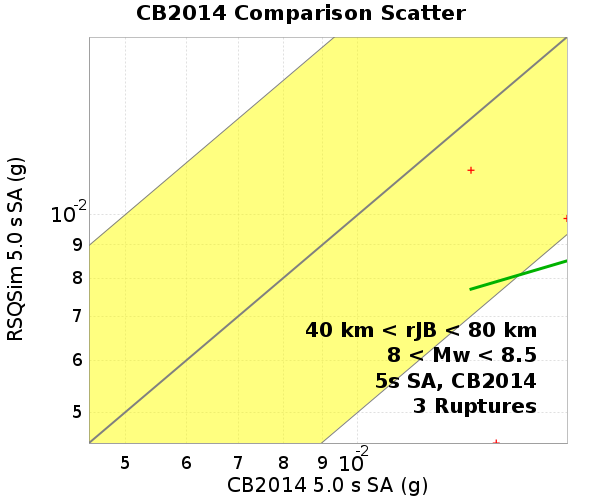 CB2014 Comparison Scatter
RSQSim 5.0 s SA (g)
10-2
9
8
7
6
5
40 km < rJB < 80 km
8 < Mw < 8.5
5s SA, CB2014
3 Ruptures
5 6 7 8 9 10-2
CB2014 5.0 s SA (g)